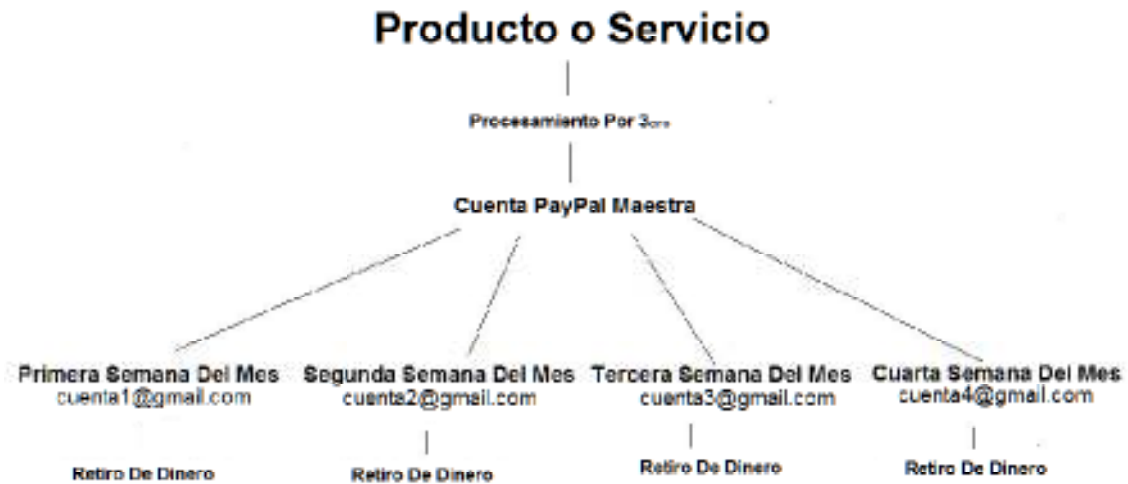 Producto o Servicio
Procesamiento Por 3ers
Cuenta PayPal Maestra
Primera Semana Del Mes
cuenta1@gmail.com
Segunda Semana Del Mes
cuenta2@gmail.com
Tercera Semana Del Mes
cuenta3@gmail.com
Cuarta Semana Del Mes
cuenta4@gmail.com
Retiro De Dinero
Retiro De Dinero
Retiro De Dinero
Retiro De Dinero